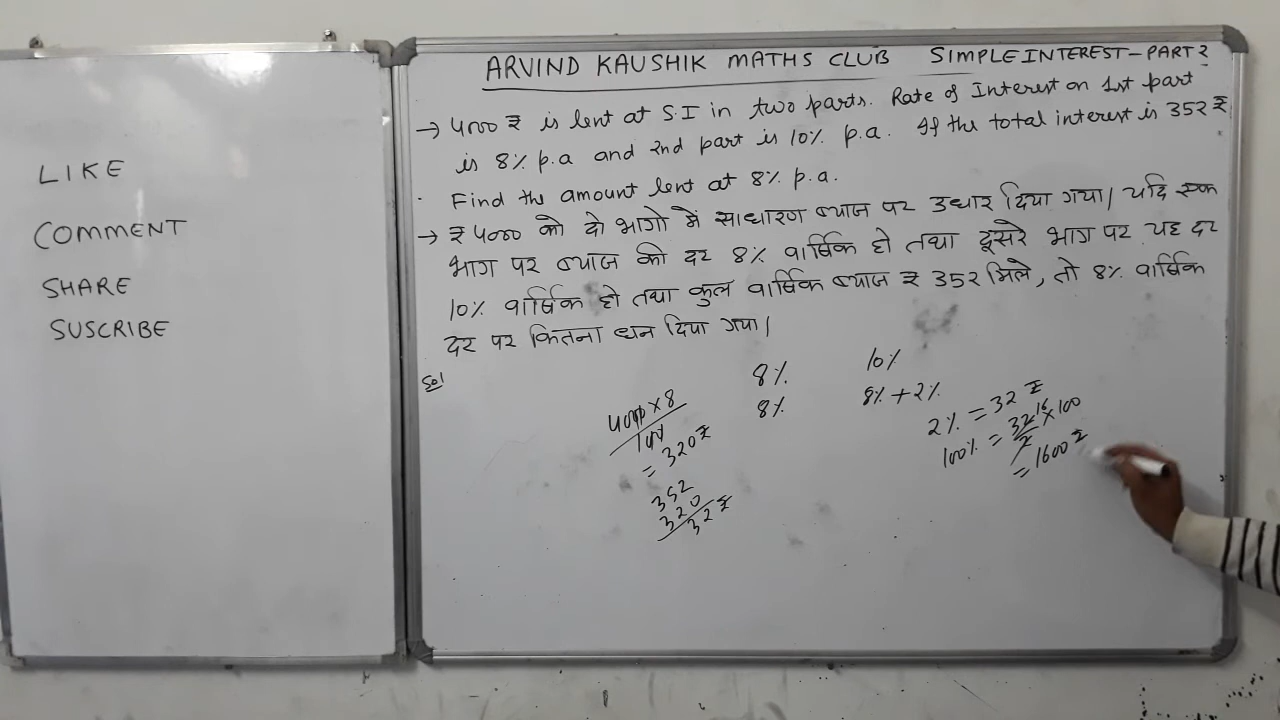 LIKE
COMMENT
SHARE
SUSCRIBE
ARVIND KAUSHIK MATHS CLUB SIMPLE INTEREST - PART 2
→ 4000 ₹ is lent at S.I in two parts. Rate of Interest on 1st part
is 8% p.a and 2nd part is 10% p.a. If the total interest is 352 ₹
Find the amount lent at 8% p.a.
→ ₹ 4000 को दो भागो में साधारण ब्याज पर उधार दिया गया। यदि एक
भाग पर ब्याज की दर 8% वार्षिक हो तथा दूसरे भाग पर यह दर
10% वार्षिक हो तथा कुल वार्षिक ब्याज ₹ 352 मिले, तो 8% वार्षिक
दर पर कितना धन दिया गया।
Sol
8% 10%
8% 8% + 2%
4000 × 8
100
= 320 ₹
352
320
32 ₹
2% = 32 ₹
100% = 32 16 × 100
2
= 1600 ₹